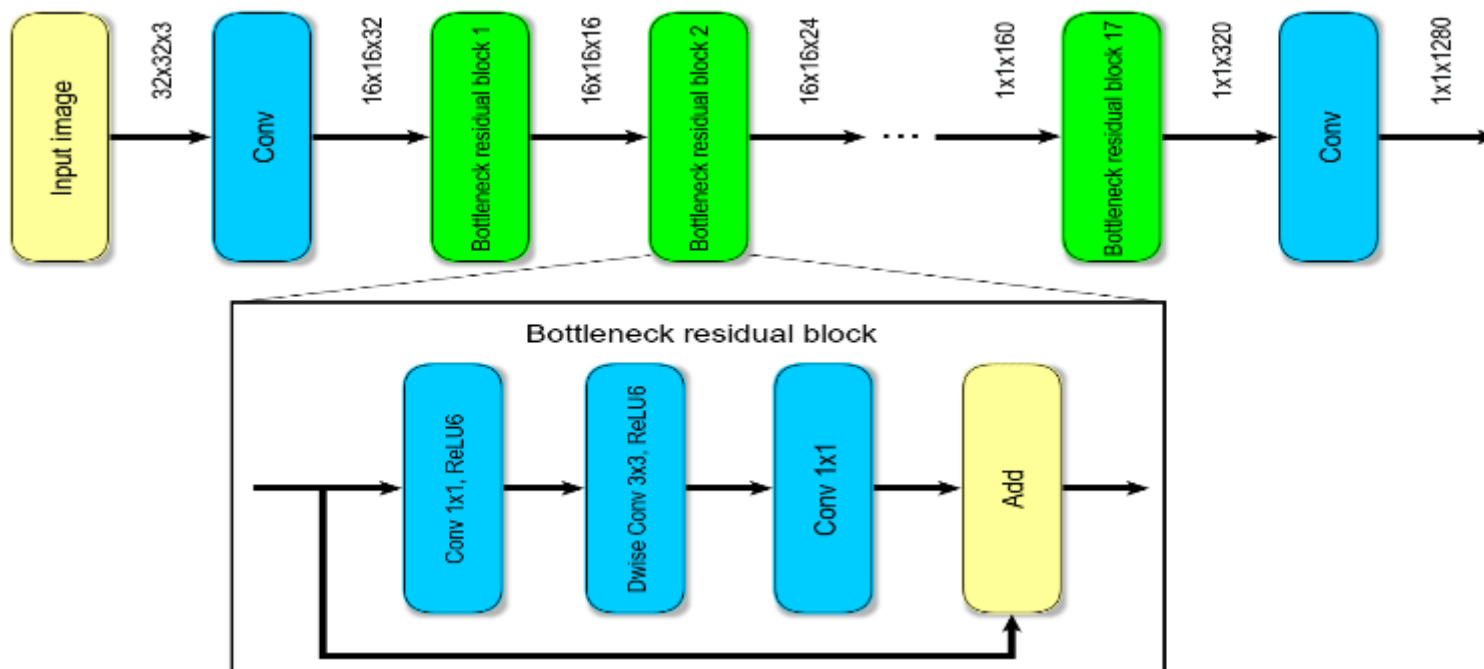 Input image
32x32x3
Conv
16x16x32
Bottleneck residual block 1
16x16x16
Bottleneck residual block 2
16x16x24
...
1x1x160
Bottleneck residual block 17
1x1x320
Conv
1x1x1280
Bottleneck residual block
Conv 1x1, ReLU6
Dwise Conv 3x3, ReLU6
Conv 1x1
Add